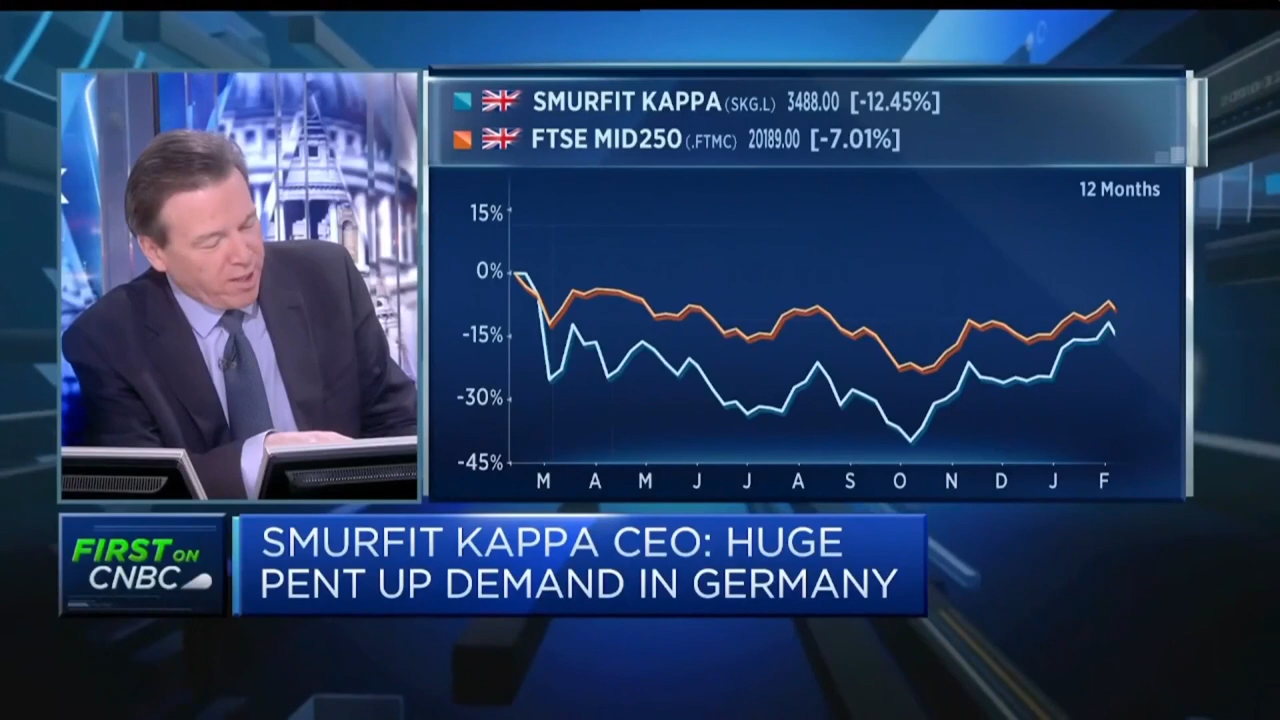 SMURFIT KAPPA (SKG.L) 3488.00 [-12.45%]
FTSE MID250 (.FTMC) 20189.00 [-7.01%]
12 Months
15%
0%
-15%
-30%
-45%
M A M J J A S O N D J F
FIRST ON
CNBC
SMURFIT KAPPA CEO: HUGE
PENT UP DEMAND IN GERMANY